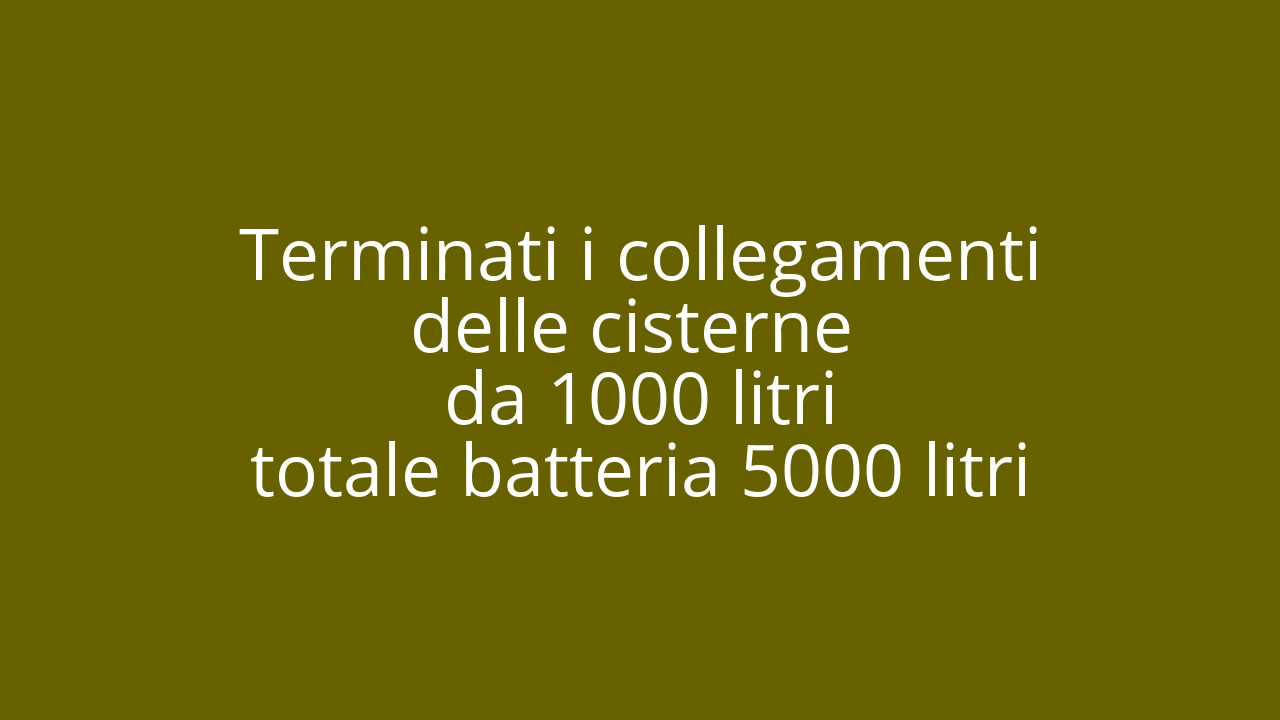 Terminati i collegamenti
delle cisterne
da 1000 litri
totale batteria 5000 litri